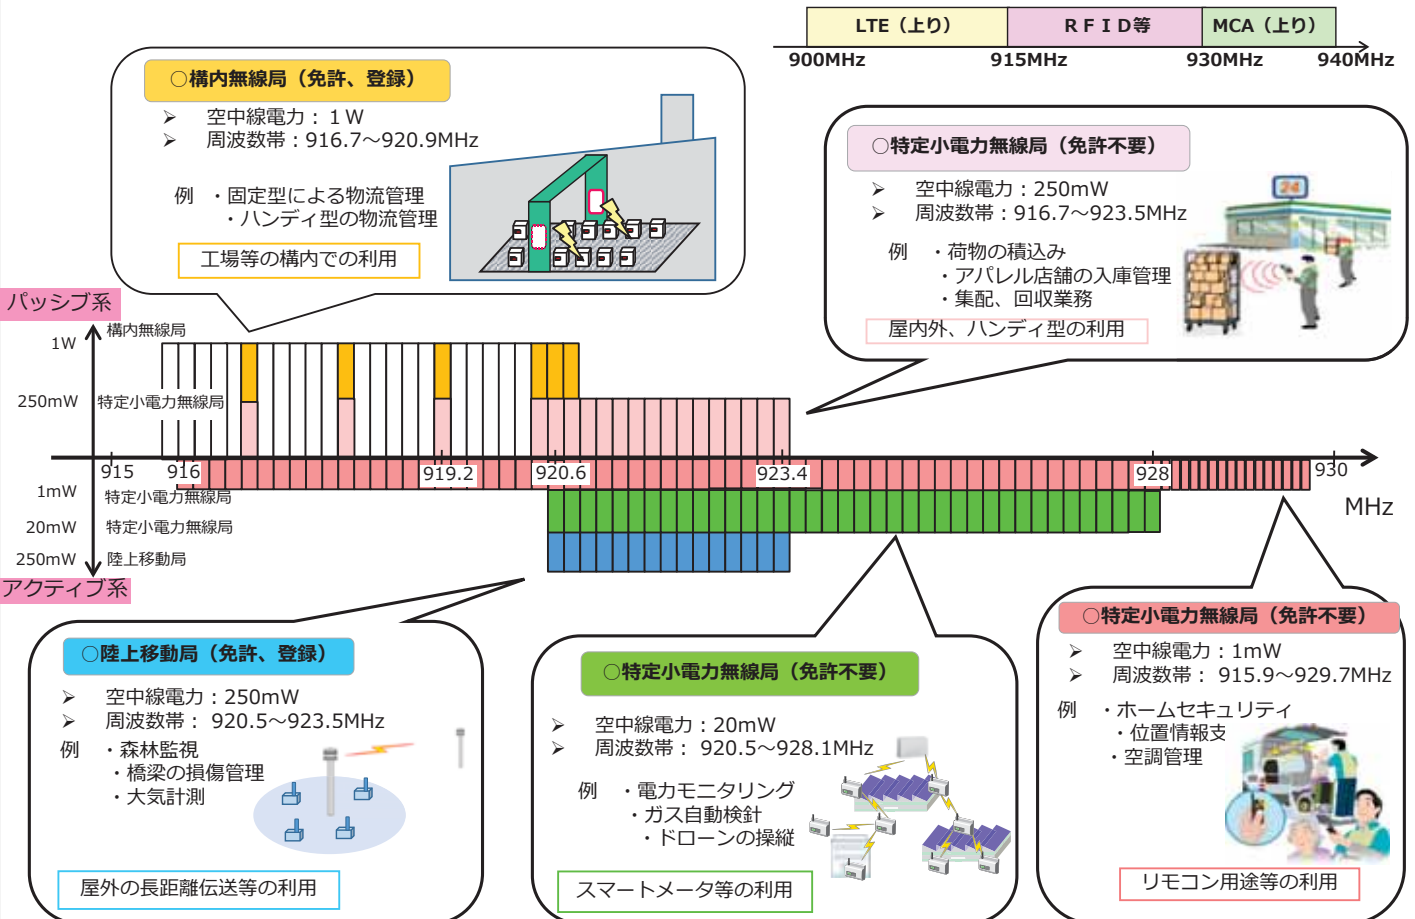 LTE（上り）
ＲＦＩＤ等
MCA（上り）
900MHz
915MHz
930MHz
940MHz
○構内無線局（免許、登録）
➢ 空中線電力：１W
➢ 周波数帯：916.7～920.9MHz
例 ・固定型による物流管理
・ハンディ型の物流管理
工場等の構内での利用
○特定小電力無線局（免許不要）
➢ 空中線電力：250mW
➢ 周波数帯：916.7～923.5MHz
例 ・荷物の積込み
・アパレル店舗の入庫管理
・集配、回収業務
屋内外、ハンディ型の利用
24
パッシブ系
構内無線局
1W
250mW
特定小電力無線局
915
916
919.2
920.6
923.4
928
930
MHz
1mW
特定小電力無線局
20mW
特定小電力無線局
250mW
陸上移動局
アクティブ系
○陸上移動局（免許、登録）
➢ 空中線電力：250mW
➢ 周波数帯： 920.5～923.5MHz
例 ・森林監視
・橋梁の損傷管理
・大気計測
屋外の長距離伝送等の利用
○特定小電力無線局（免許不要）
➢ 空中線電力：20mW
➢ 周波数帯： 920.5～928.1MHz
例 ・電力モニタリング
・ガス自動検針
・ドローンの操縦
スマートメータ等の利用
○特定小電力無線局（免許不要）
➢ 空中線電力：1mW
➢ 周波数帯： 915.9～929.7MHz
例 ・ホームセキュリティ
・位置情報支
・空調管理
リモコン用途等の利用